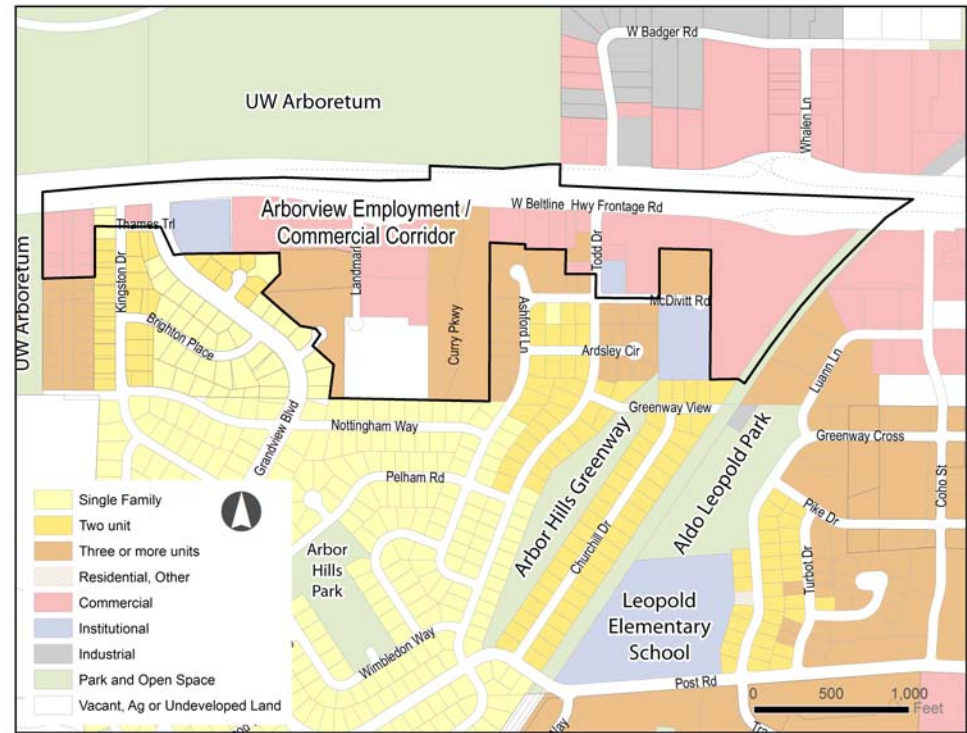 W Badger Rd
UW Arboretum
Whalen Ln
W Beltline Hwy Frontage Rd
Arborview Employment /
Commercial Corridor
Thames Trl
Todd Dr
UW Arboretum
Kingston Dr
McDivitt Rd
Ashford Ln
Curry Pkwy
Brighton Place
Ardsley Cir
Luann Ln
Grandview Blvd
Greenway View
Nottingham Way
Greenway Cross
Pelham Rd
Arbor Hills Greenway
Aldo Leopold Park
Coho St
Pike Dr
Churchill Dr
Turbot Dr
Arbor
Hills
Park
Leopold
Elementary
School
Wimbledon Way
Post Rd
Single Family
Two unit
Three or more units
Residential, Other
Commercial
Institutional
Industrial
Park and Open Space
Vacant, Ag or Undeveloped Land
0 500 1,000
Feet